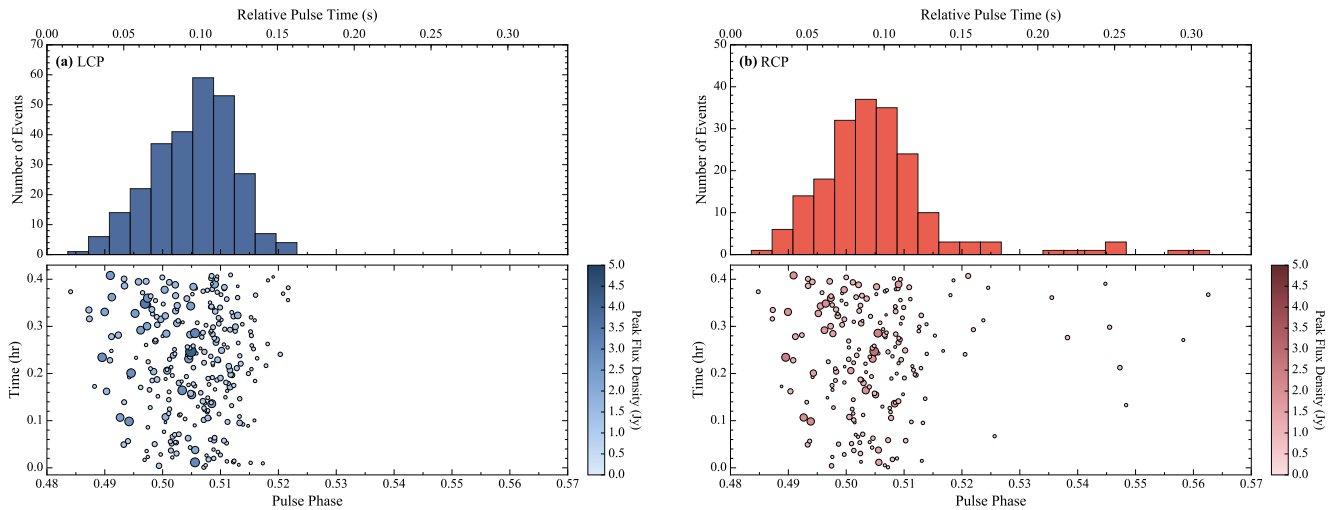 Relative Pulse Time (s)
0.00 0.05 0.10 0.15 0.20 0.25 0.30
(a) LCP
Number of Events
70
60
50
40
30
20
10
0
Time (hr)
0.4
0.3
0.2
0.1
0.0
0.48 0.49 0.50 0.51 0.52 0.53 0.54 0.55 0.56 0.57
Pulse Phase
5.0
4.5
4.0
3.5
3.0
2.5
2.0
1.5
1.0
0.5
0.0
Peak Flux Density (Jy)
Relative Pulse Time (s)
0.00 0.05 0.10 0.15 0.20 0.25 0.30
(b) RCP
Number of Events
50
40
30
20
10
0
Time (hr)
0.4
0.3
0.2
0.1
0.0
0.48 0.49 0.50 0.51 0.52 0.53 0.54 0.55 0.56 0.57
Pulse Phase
5.0
4.5
4.0
3.5
3.0
2.5
2.0
1.5
1.0
0.5
0.0
Peak Flux Density (Jy)